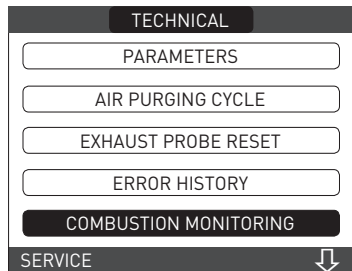 TECHNICAL
PARAMETERS
AIR PURGING CYCLE
EXHAUST PROBE RESET
ERROR HISTORY
COMBUSTION MONITORING
SERVICE